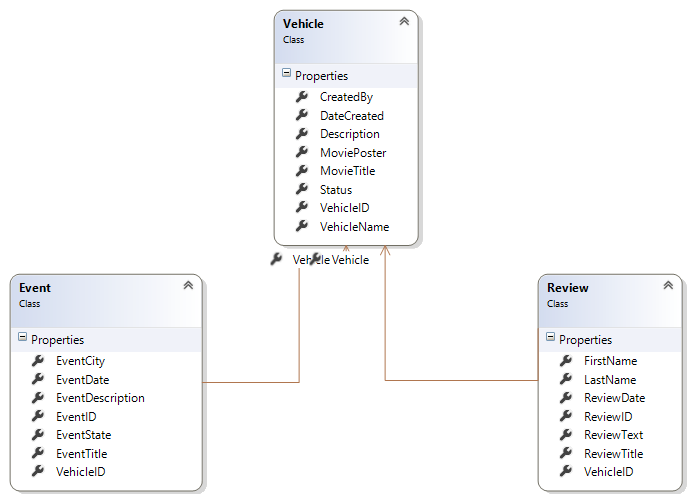 Vehicle
Class
Properties
CreatedBy
DateCreated
Description
MoviePoster
MovieTitle
Status
VehicleID
VehicleName
Vehicle
Vehicle
Event
Class
Properties
EventCity
EventDate
EventDescription
EventID
EventState
EventTitle
VehicleID
Review
Class
Properties
FirstName
LastName
ReviewDate
ReviewID
ReviewText
ReviewTitle
VehicleID